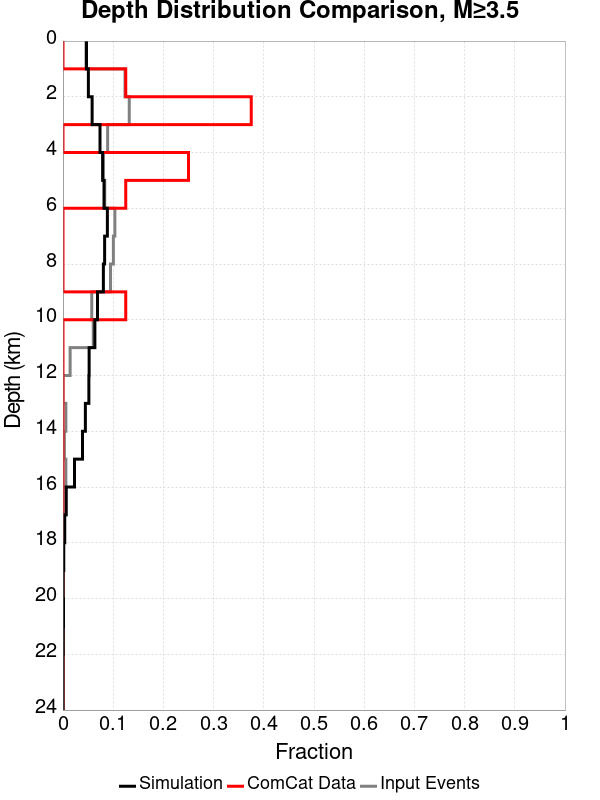 Depth Distribution Comparison, M≥3.5
0
2
4
6
8
10
12
14
16
18
20
22
24
Depth (km)
0 0.1 0.2 0.3 0.4 0.5 0.6 0.7 0.8 0.9 1
Fraction
Simulation ComCat Data Input Events